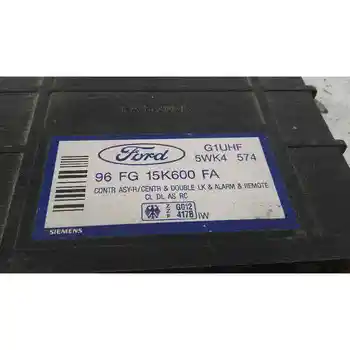 Ford
G1UHF
5WK4 574
96 FG 15K600 FA
CONTR ASY-R/CENTR & DOUBLE LK & ALARM & REMOTE
CL DL AS RC
G012
417B IW
SIEMENS